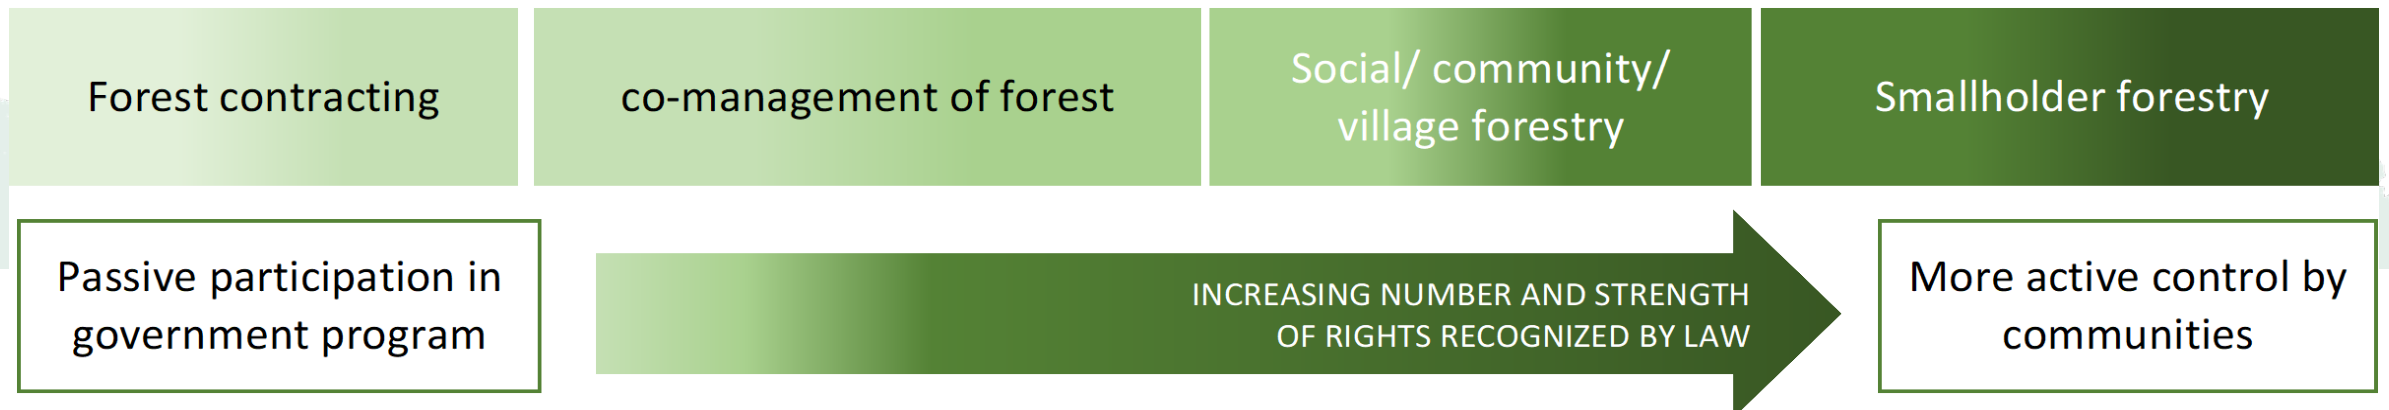 Forest contracting
co-management of forest
Social/ community/
village forestry
Smallholder forestry
Passive participation in
government program
INCREASING NUMBER AND STRENGTH
OF RIGHTS RECOGNIZED BY LAW
More active control by
communities